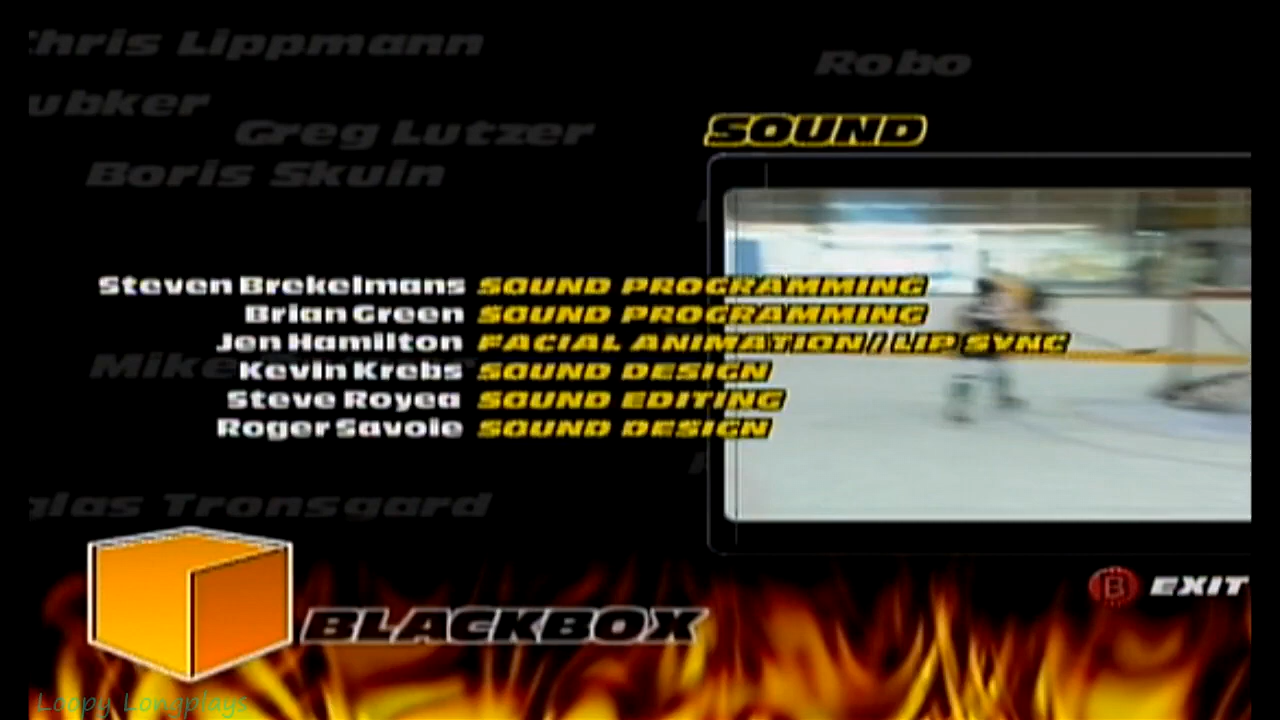 Chris Lippmann
Robo
ubker
Greg Lutzer
SOUND
Boris Skuin
Steven Brekelmans SOUND PROGRAMMING
Brian Green SOUND PROGRAMMING
Jen Hamilton FACIAL ANIMATION / LIP SYNC
Mike
Kevin Krebs SOUND DESIGN
Steve Royea SOUND EDITING
Roger Savoie SOUND DESIGN
glas Tronsgard
B EXIT
BLACKBOX
Loopy Longplays